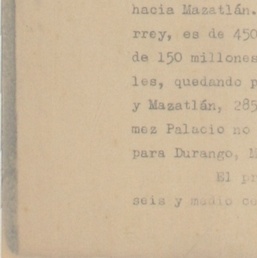 hacia Mazatlán.
rrey, es de 450
de 150 millones
les, quedando p
y Mazatlán, 285
mez Palacio no
para Durango, M
El pr
seis y medio ce